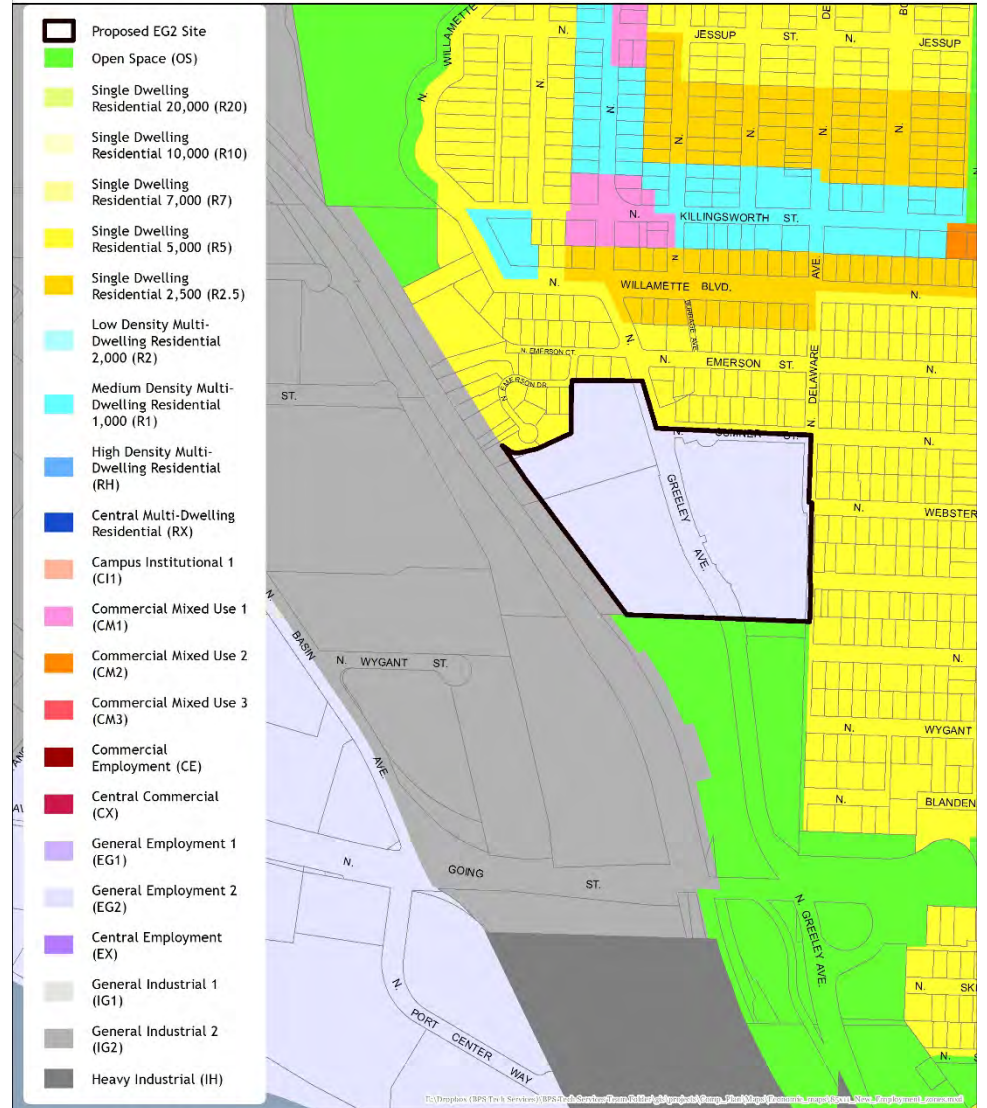 Proposed EG2 Site
Open Space (OS)
Single Dwelling
Residential 20,000 (R20)
Single Dwelling
Residential 10,000 (R10)
Single Dwelling
Residential 7,000 (R7)
Single Dwelling
Residential 5,000 (R5)
Single Dwelling
Residential 2,500 (R2.5)
Low Density Multi-
Dwelling Residential
2,000 (R2)
Medium Density Multi-
Dwelling Residential
1,000 (R1)
High Density Multi-
Dwelling Residential
(RH)
Central Multi-Dwelling
Residential (RX)
Campus Institutional 1
(CI1)
Commercial Mixed Use 1
(CM1)
Commercial Mixed Use 2
(CM2)
Commercial Mixed Use 3
(CM3)
Commercial
Employment (CE)
Central Commercial
(CX)
General Employment 1
(EG1)
General Employment 2
(EG2)
Central Employment
(EX)
General Industrial 1
(IG1)
General Industrial 2
(IG2)
Heavy Industrial (IH)
N. WILLAMETTE
N. JESSUP ST. N. JESSUP
N.
N. N. N. N.
N. KILLINGSWORTH ST.
N
N. WILLAMETTE BLVD. AVE. N.
N. EMERSON CT.
N. EMERSON ST. N.
N. EMERSON DR.
N. DELAWARE
ST.
N. SUMNER ST. N.
GREELEY AVE.
N. WEBSTER
N. BASIN AVE.
N. WYGANT ST.
N.
N. WYGANT
N. BLANDEN
N. GOING ST.
N. GREELEY AVE.
N. SK
N. PORT CENTER WAY
N.